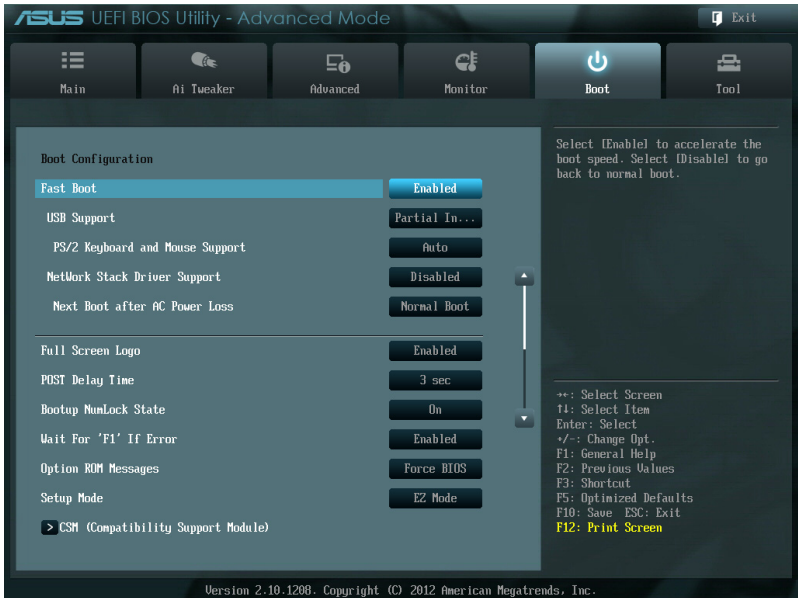 ASUS UEFI BIOS Utility - Advanced Mode
Exit
Main
Ai Tweaker
Advanced
Monitor
Boot
Tool
Boot Configuration
Fast Boot Enabled
USB Support Partial In...
PS/2 Keyboard and Mouse Support Auto
NetWork Stack Driver Support Disabled
Next Boot after AC Power Loss Normal Boot
Full Screen Logo Enabled
POST Delay Time 3 sec
Bootup NumLock State On
Wait For 'F1' If Error Enabled
Option ROM Messages Force BIOS
Setup Mode EZ Mode
> CSM (Compatibility Support Module)
Select [Enable] to accelerate the
boot speed. Select [Disable] to go
back to normal boot.
→←: Select Screen
↑↓: Select Item
Enter: Select
+/-: Change Opt.
F1: General Help
F2: Previous Values
F3: Shortcut
F5: Optimized Defaults
F10: Save ESC: Exit
F12: Print Screen
Version 2.10.1208. Copyright (C) 2012 American Megatrends, Inc.